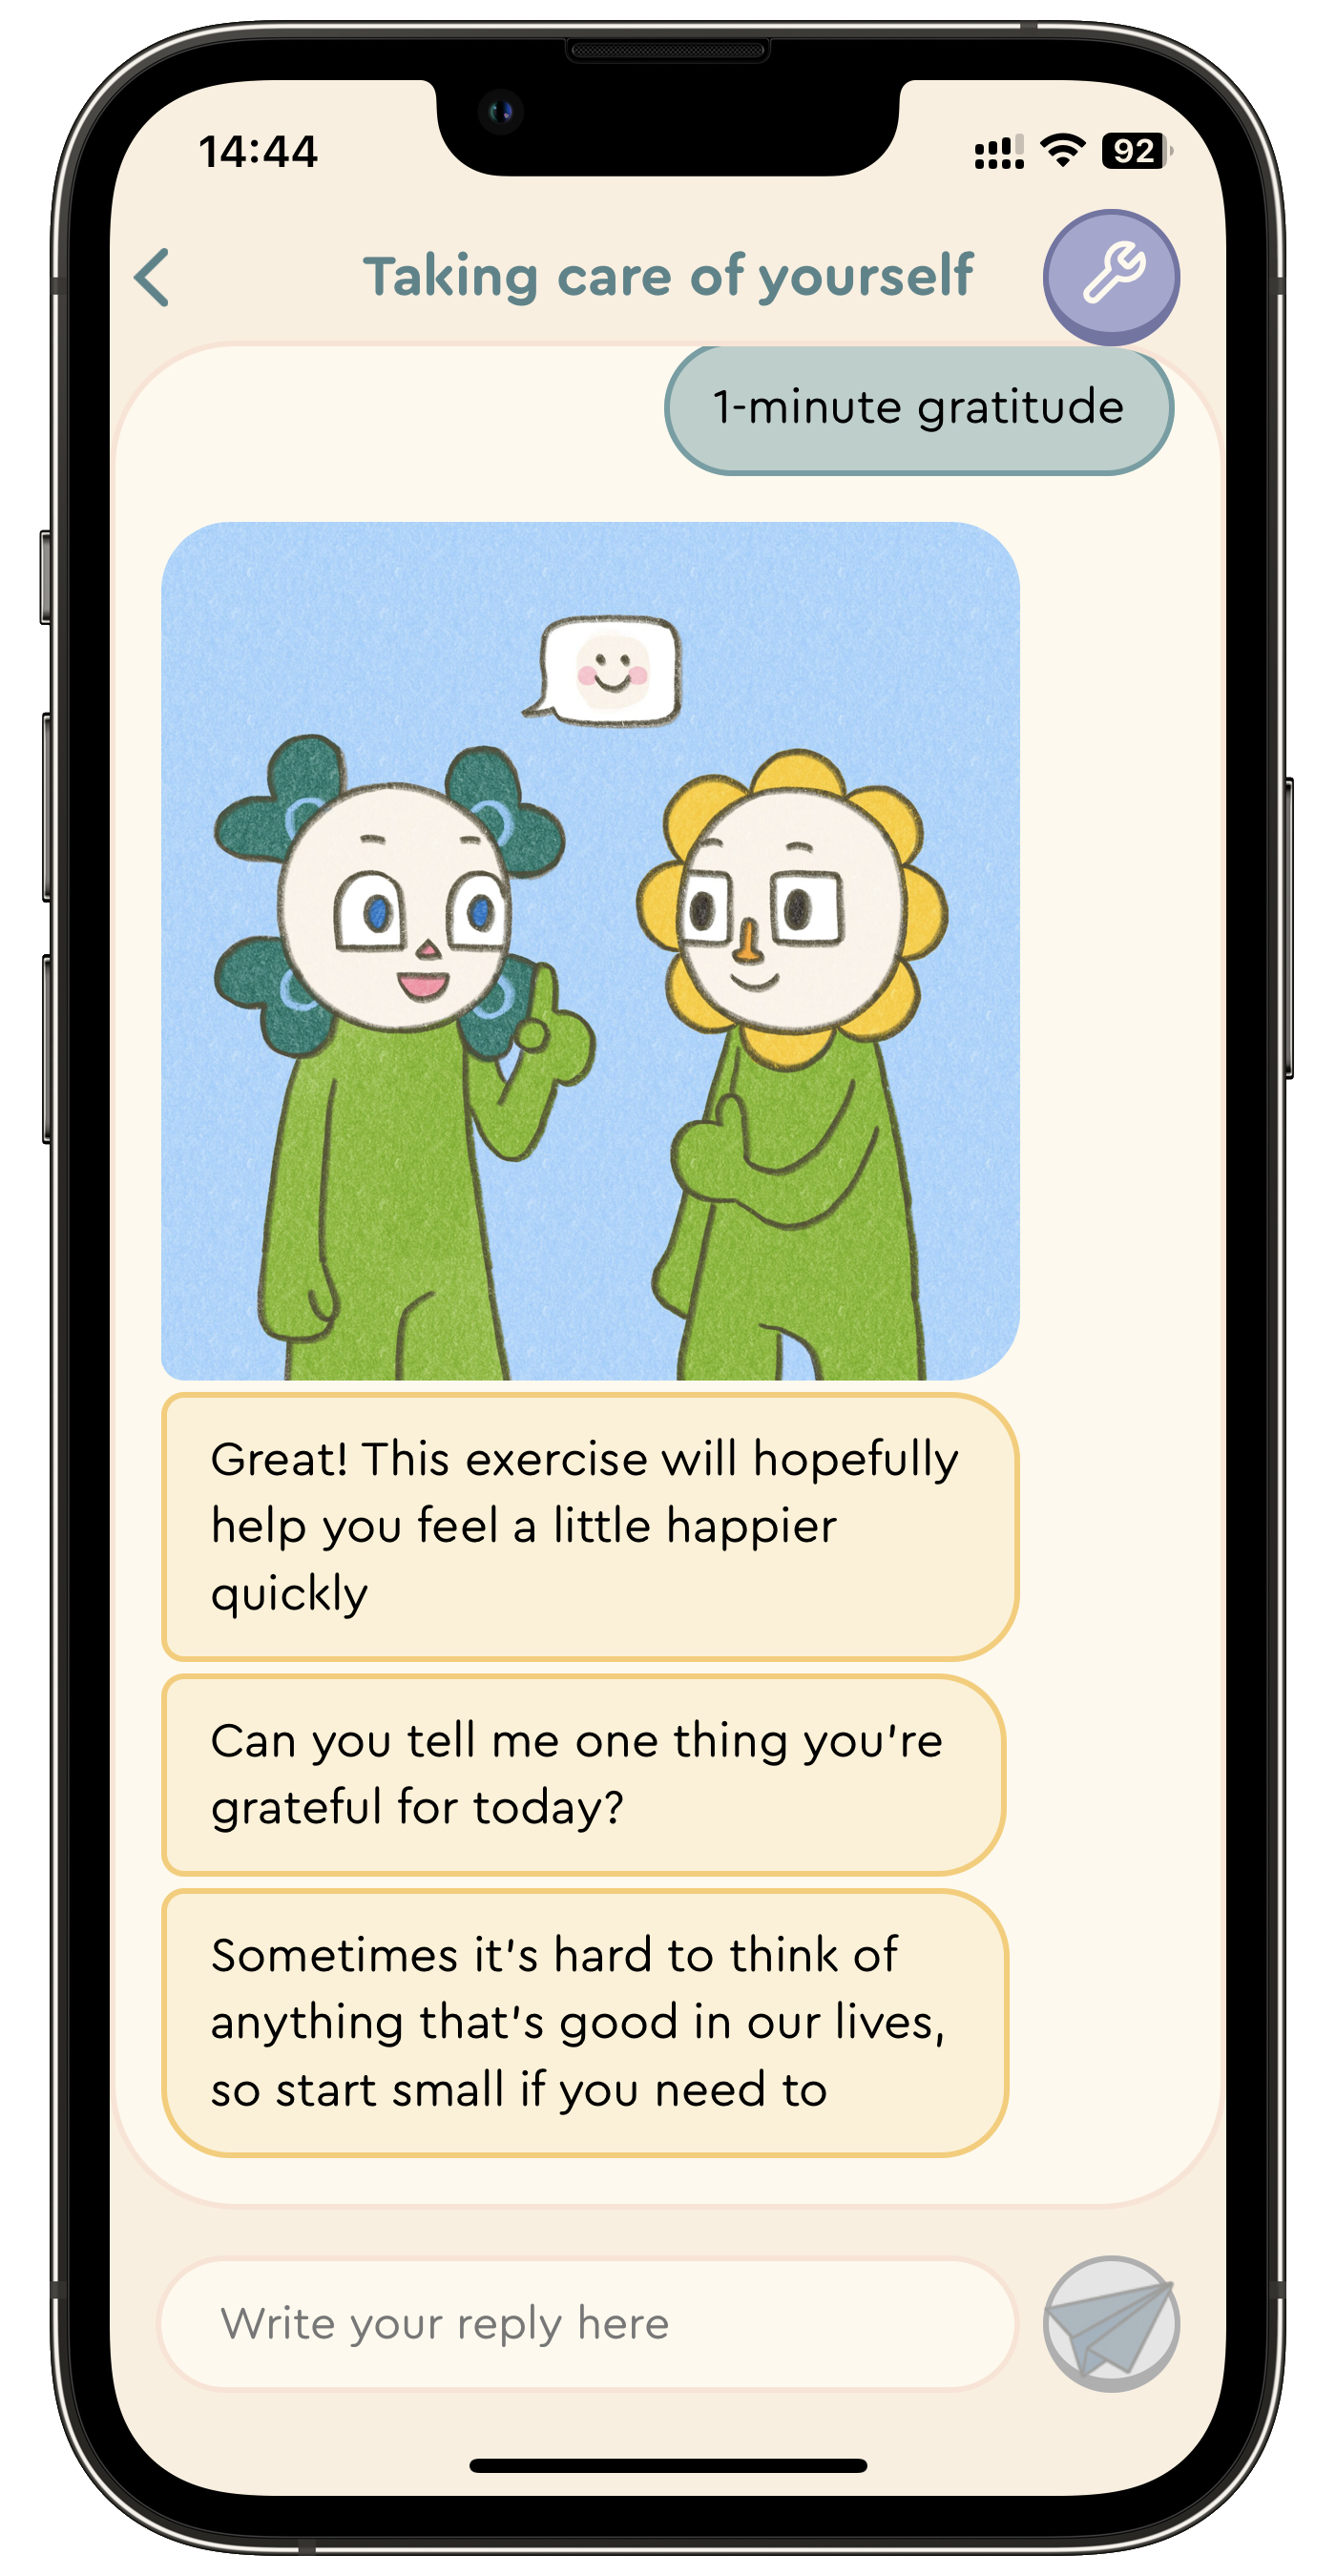 14:44
92
Taking care of yourself
1-minute gratitude
Great! This exercise will hopefully
help you feel a little happier
quickly
Can you tell me one thing you're
grateful for today?
Sometimes it's hard to think of
anything that's good in our lives,
so start small if you need to
Write your reply here